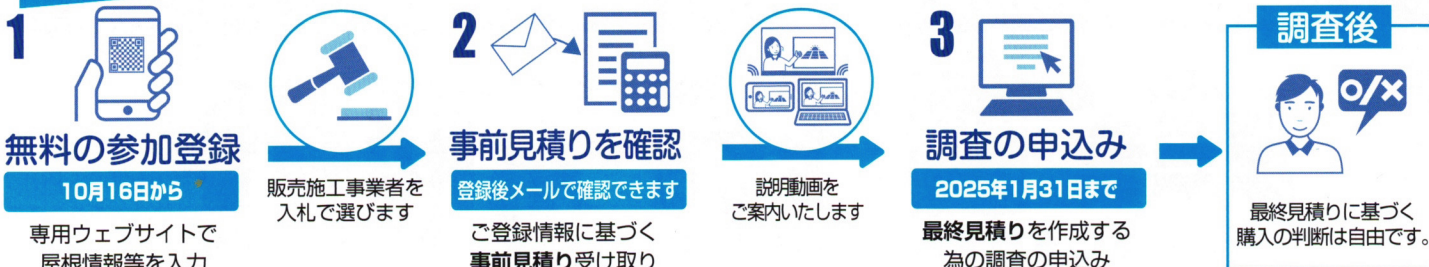 1
無料の参加登録
10月16日から
専用ウェブサイトで
屋根情報等を入力
販売施工事業者を
入札で選びます
2
事前見積りを確認
登録後メールで確認できます
ご登録情報に基づく
事前見積り受け取り
説明動画を
ご案内いたします
3
調査の申込み
2025年1月31日まで
最終見積りを作成する
為の調査の申込み
調査後
○/×
最終見積りに基づく
購入の判断は自由です。